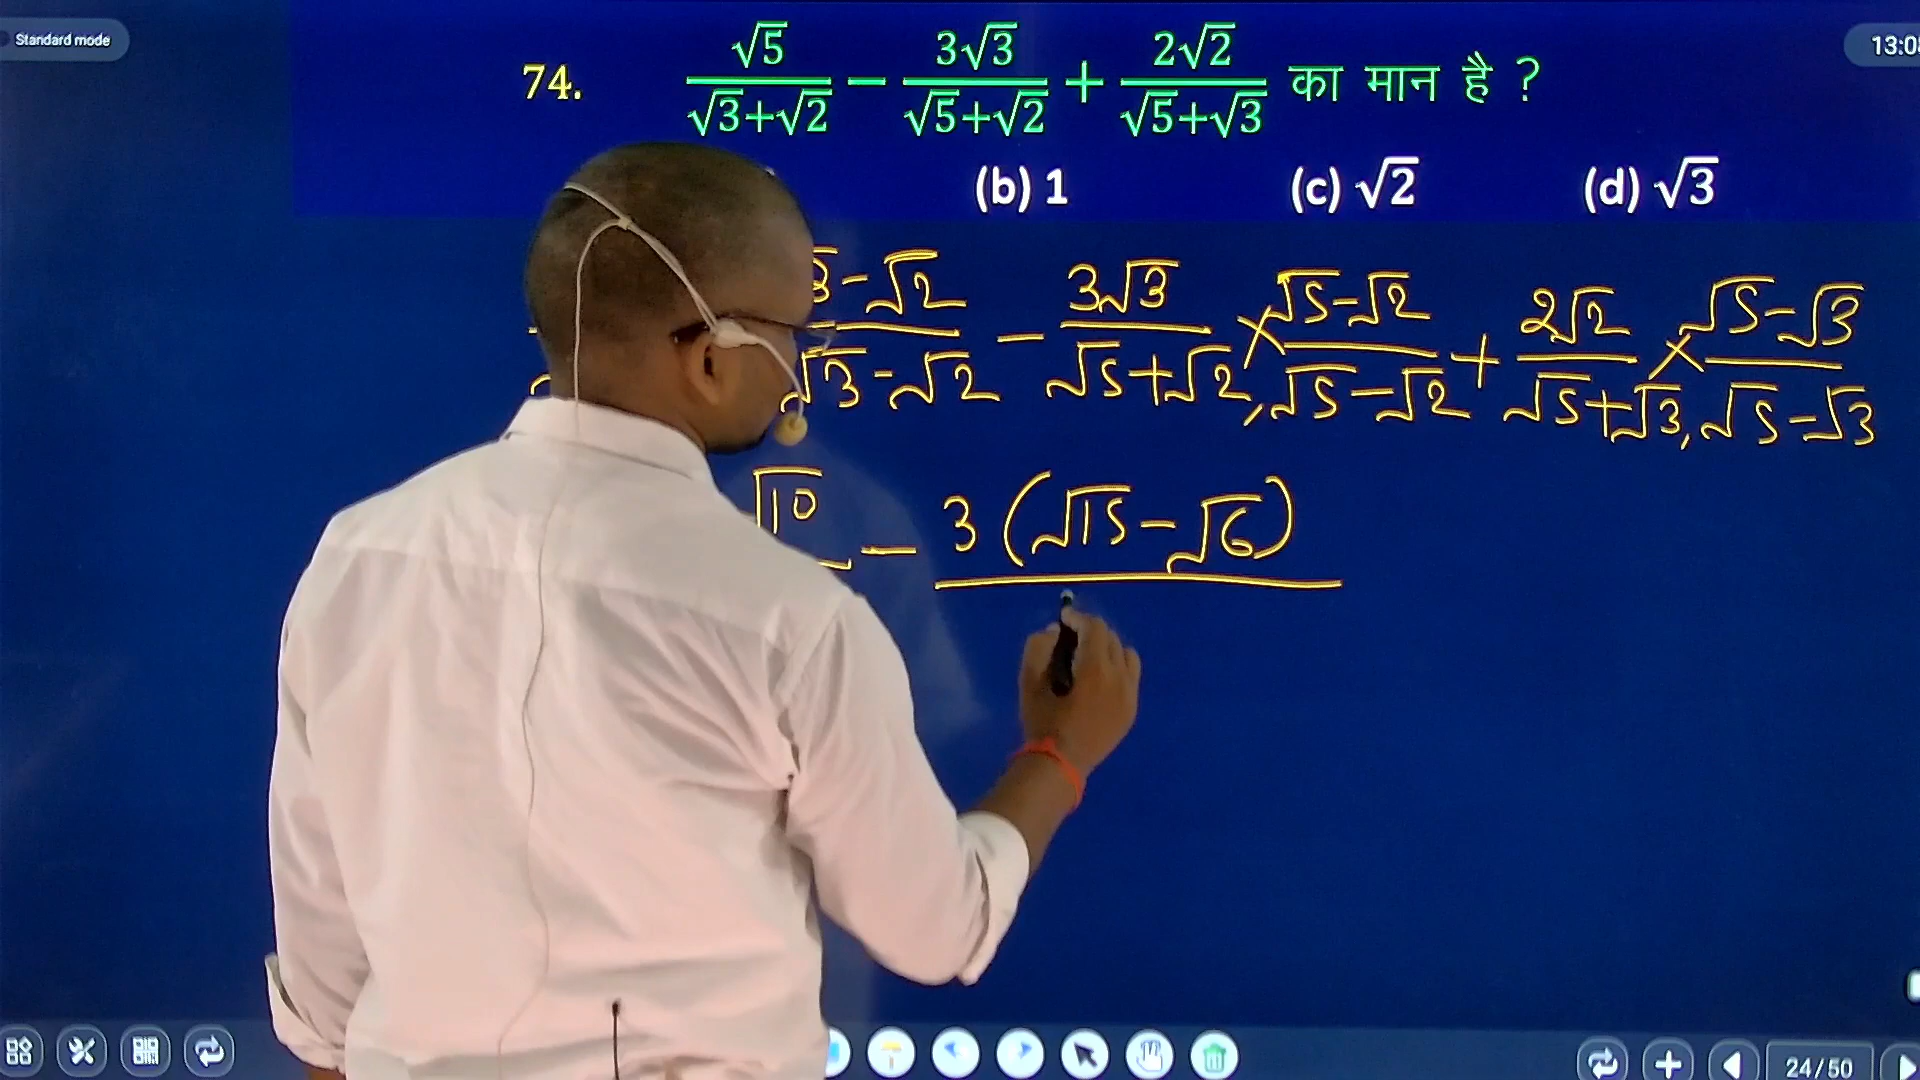 Standard mode
13:0
74. √5/(√3+√2) − 3√3/(√5+√2) + 2√2/(√5+√3) का मान है ?
(b) 1 (c) √2 (d) √3
3−√2/√3−√2 − 3√3/√5+√2 × √5−√2/√5−√2 + 2√2/√5+√3 × √5−√3/√5−√3
√10 − 3(√15−√6)
24/50